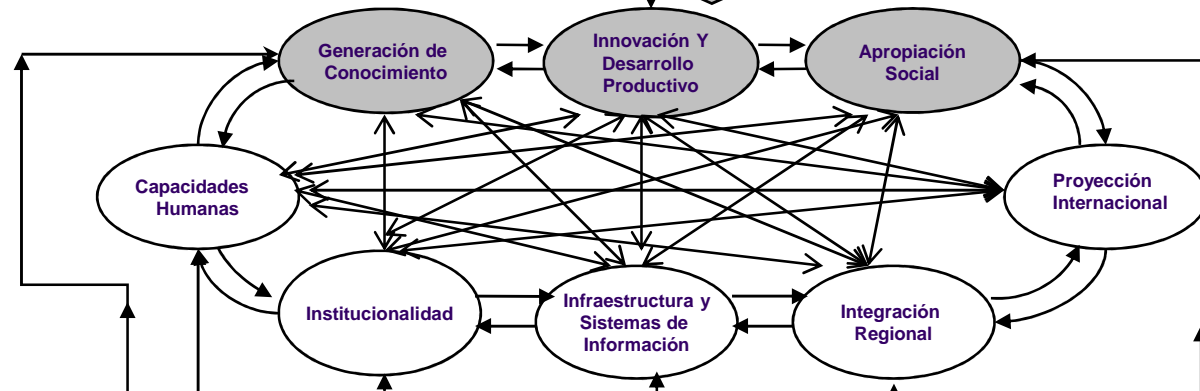 Generación de
Conocimiento
Innovación Y
Desarrollo
Productivo
Apropiación
Social
Capacidades
Humanas
Proyección
Internacional
Institucionalidad
Infraestructura y
Sistemas de
Información
Integración
Regional